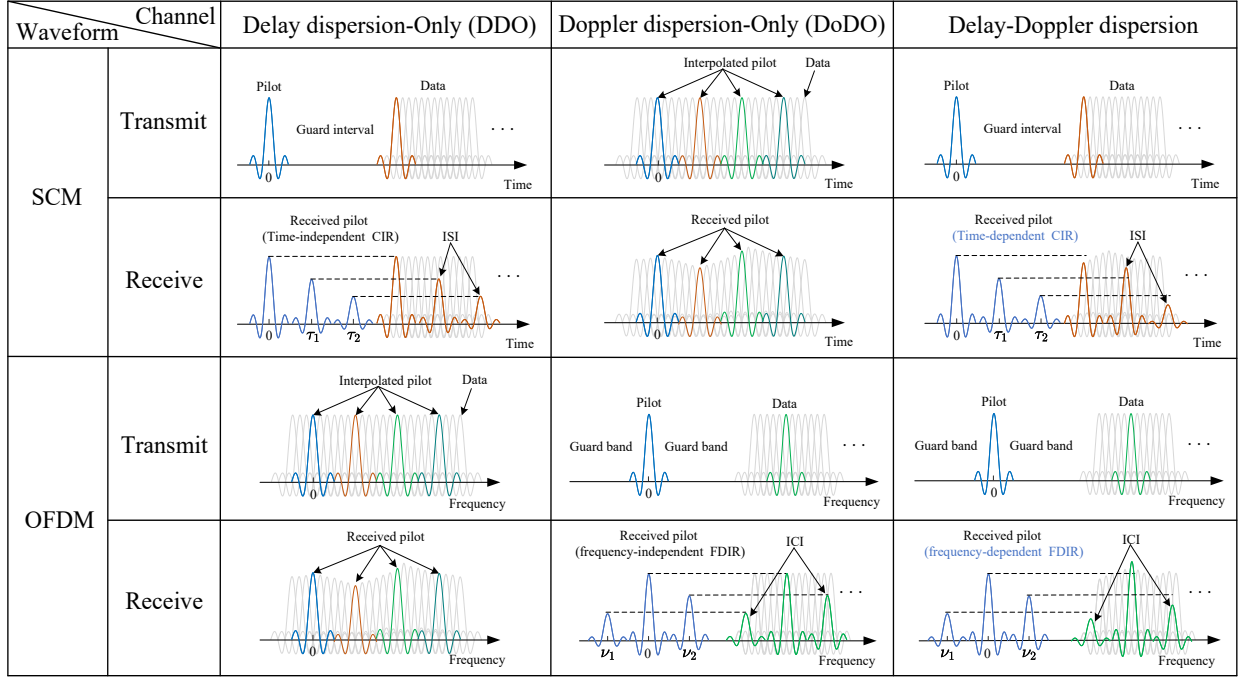 Channel
Waveform
Delay dispersion-Only (DDO)
Doppler dispersion-Only (DoDO)
Delay-Doppler dispersion
SCM
Transmit
Pilot
Guard interval
Data
. . .
0
Time
Interpolated pilot
Data
0
Time
Pilot
Guard interval
Data
. . .
0
Time
Receive
Received pilot
(Time-independent CIR)
ISI
. . .
0
τ1
τ2
Time
Received pilot
0
Time
Received pilot
(Time-dependent CIR)
ISI
. . .
0
τ1
τ2
Time
OFDM
Transmit
Interpolated pilot
Data
0
Frequency
Pilot
Guard band
Guard band
Data
. . .
0
Frequency
Pilot
Guard band
Guard band
Data
. . .
0
Frequency
Receive
Received pilot
0
Frequency
Received pilot
(frequency-independent FDIR)
ICI
. . .
ν1
0
ν2
Frequency
Received pilot
(frequency-dependent FDIR)
ICI
. . .
ν1
0
ν2
Frequency